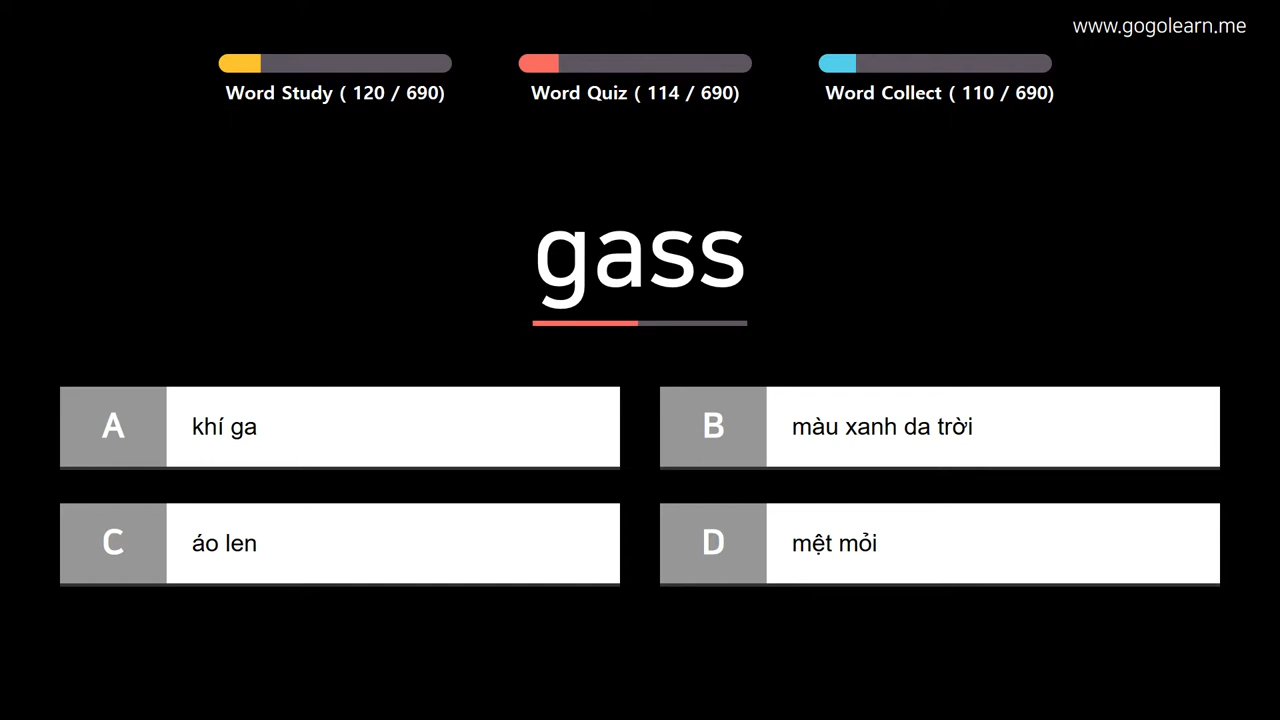 www.gogolearn.me
Word Study ( 120 / 690)
Word Quiz ( 114 / 690)
Word Collect ( 110 / 690)
gass
A khí ga
B màu xanh da trời
C áo len
D mệt mỏi